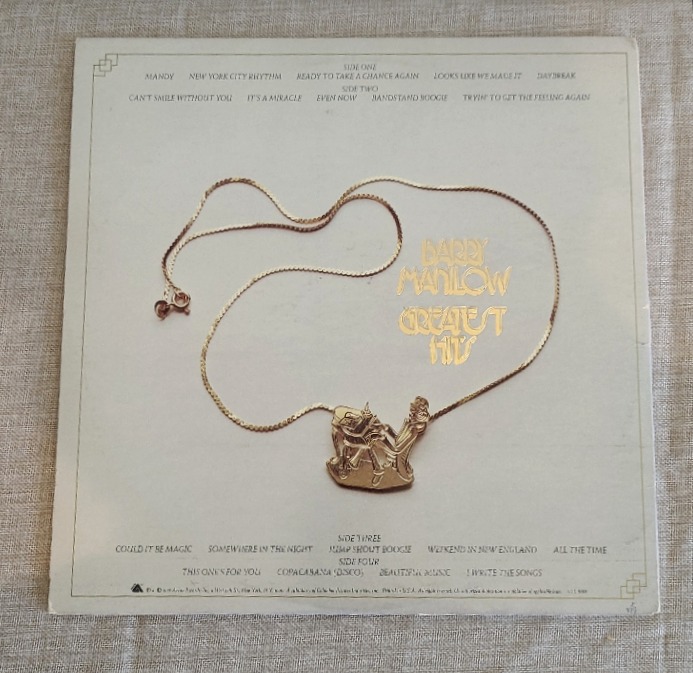 SIDE ONE
MANDY NEW YORK CITY RHYTHM READY TO TAKE A CHANCE AGAIN LOOKS LIKE WE MADE IT DAYBREAK
SIDE TWO
CAN'T SMILE WITHOUT YOU IT'S A MIRACLE EVEN NOW BANDSTAND BOOGIE TRYIN' TO GET THE FEELING AGAIN
BARRY
MANILOW
GREATEST
HITS
SIDE THREE
COULD IT BE MAGIC SOMEWHERE IN THE NIGHT JUMP SHOUT BOOGIE WEEKEND IN NEW ENGLAND ALL THE TIME
SIDE FOUR
THIS ONE'S FOR YOU COPACABANA (DISCO) BEAUTIFUL MUSIC I WRITE THE SONGS